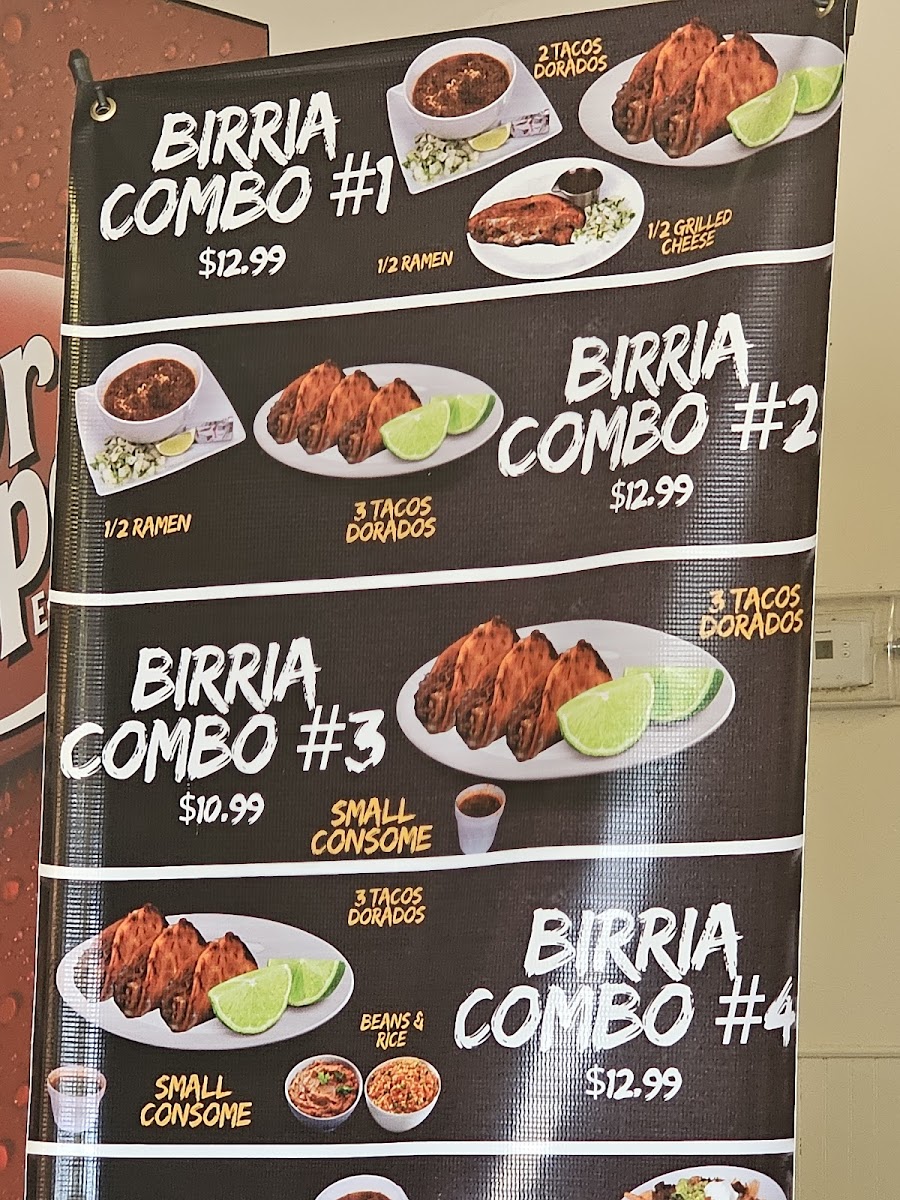 BIRRIA
COMBO #1
$12.99
2 TACOS
DORADOS
1/2 RAMEN
1/2 GRILLED
CHEESE
BIRRIA
COMBO #2
$12.99
1/2 RAMEN
3 TACOS
DORADOS
BIRRIA
COMBO #3
$10.99
3 TACOS
DORADOS
SMALL
CONSOME
3 TACOS
DORADOS
BIRRIA
COMBO #4
$12.99
BEANS &
RICE
SMALL
CONSOME